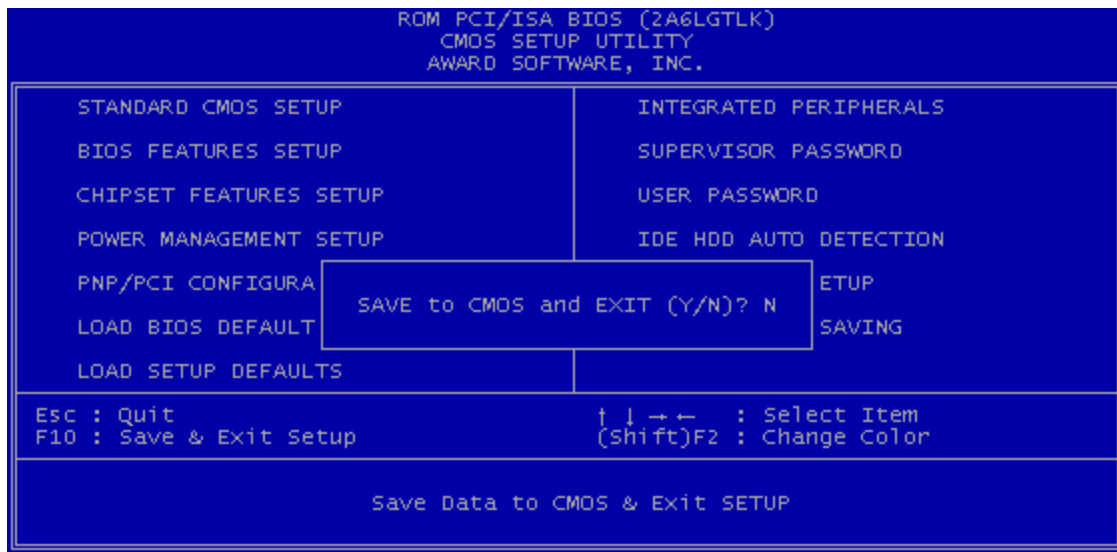 ROM PCI/ISA BIOS (2A6LGTLK)
CMOS SETUP UTILITY
AWARD SOFTWARE, INC.
STANDARD CMOS SETUP
BIOS FEATURES SETUP
CHIPSET FEATURES SETUP
POWER MANAGEMENT SETUP
PNP/PCI CONFIGURA
LOAD BIOS DEFAULT
LOAD SETUP DEFAULTS
INTEGRATED PERIPHERALS
SUPERVISOR PASSWORD
USER PASSWORD
IDE HDD AUTO DETECTION
ETUP
SAVING
SAVE to CMOS and EXIT (Y/N)? N
Esc : Quit
F10 : Save & Exit Setup
↑ ↓ → ← : Select Item
(Shift)F2 : Change Color
Save Data to CMOS & Exit SETUP